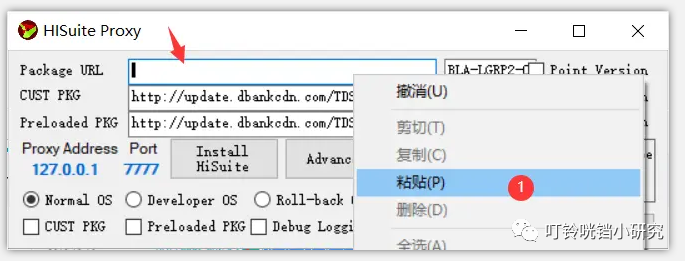 HISuite Proxy
Package URL
BLA-LGRP2-O
Point Version
撤消(U)
CUST PKG
http://update.dbankcdn.com/TDS
剪切(T)
Preloaded PKG
http://update.dbankcdn.com/TDS
复制(C)
Proxy Address
Port
127.0.0.1
7777
Install
HiSuite
Advanc
粘贴(P)
1
删除(D)
Normal OS
Developer OS
Roll-back
CUST PKG
Preloaded PKG
Debug Loggi
全选(A)
叮铃咣铛小研究